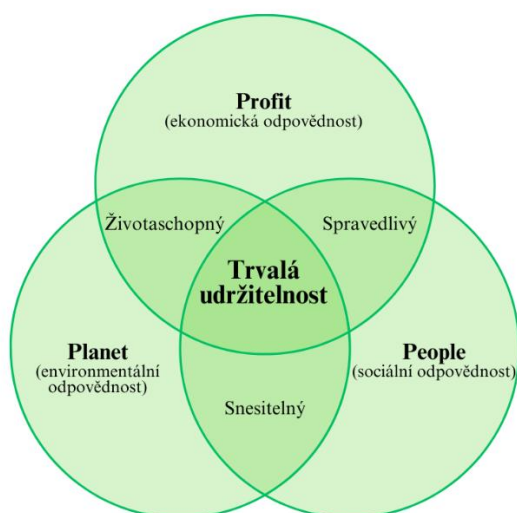 Profit
(ekonomická odpovědnost)
Životaschopný
Spravedlivý
Trvalá
udržitelnost
Planet
(environmentální
odpovědnost)
People
(sociální odpovědnost)
Snesitelný